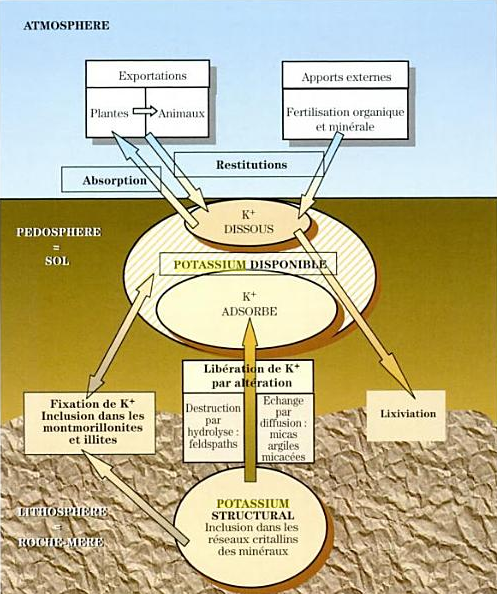 ATMOSPHERE
Exportations
Plantes
Animaux
Apports externes
Fertilisation organique
et minérale
Restitutions
Absorption
K+
DISSOUS
PEDOSPHERE
=
SOL
POTASSIUM DISPONIBLE
K+
ADSORBE
Libération de K+
par altération
Destruction
par
hydrolyse :
feldspaths
Echange
par
diffusion :
micas
argiles
micacées
Fixation de K+
Inclusion dans les
montmorillonites
et illites
Lixiviation
LITHOSPHERE
=
ROCHE-MERE
POTASSIUM
STRUCTURAL
Inclusion dans les
réseaux critallins
des minéraux